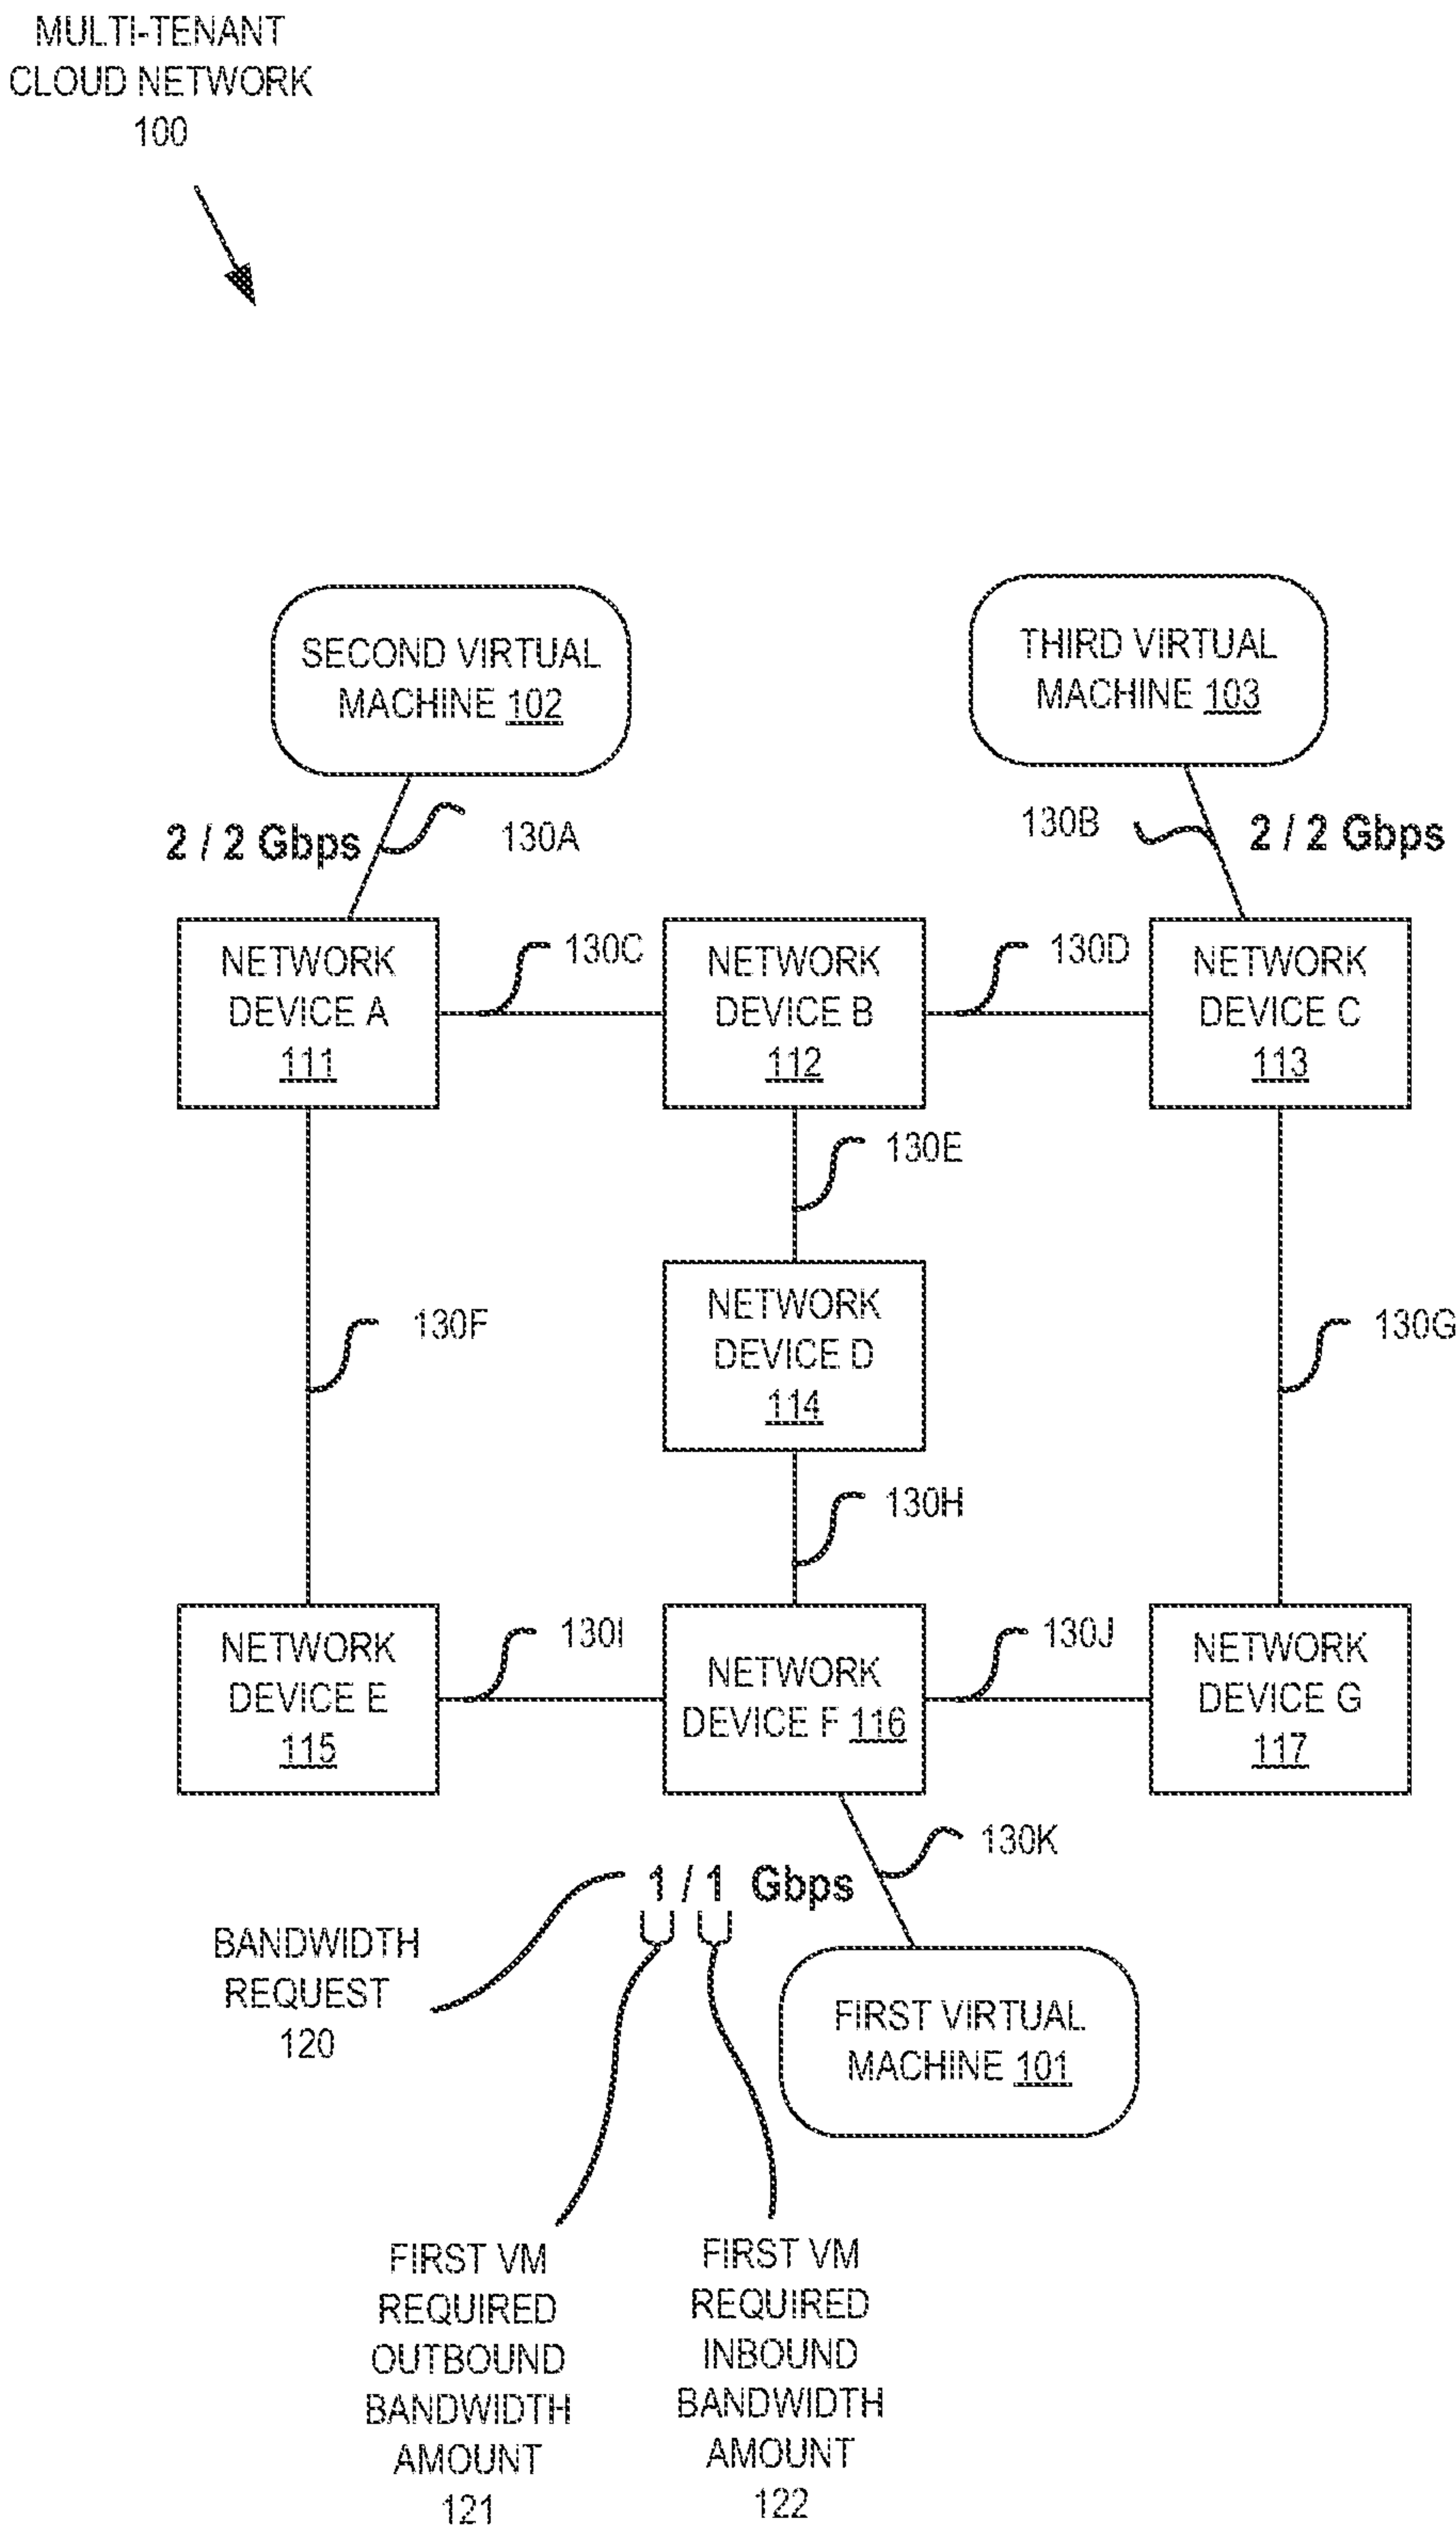 MULTI-TENANT
CLOUD NETWORK
100
SECOND VIRTUAL
MACHINE 102
THIRD VIRTUAL
MACHINE 103
2 / 2 Gbps
130A
130B
2 / 2 Gbps
NETWORK
DEVICE A
111
130C
NETWORK
DEVICE B
112
130D
NETWORK
DEVICE C
113
130E
130F
NETWORK
DEVICE D
114
130G
130H
NETWORK
DEVICE E
115
130I
NETWORK
DEVICE F 116
130J
NETWORK
DEVICE G
117
130K
1 / 1 Gbps
BANDWIDTH
REQUEST
120
FIRST VIRTUAL
MACHINE 101
FIRST VM
REQUIRED
OUTBOUND
BANDWIDTH
AMOUNT
121
FIRST VM
REQUIRED
INBOUND
BANDWIDTH
AMOUNT
122